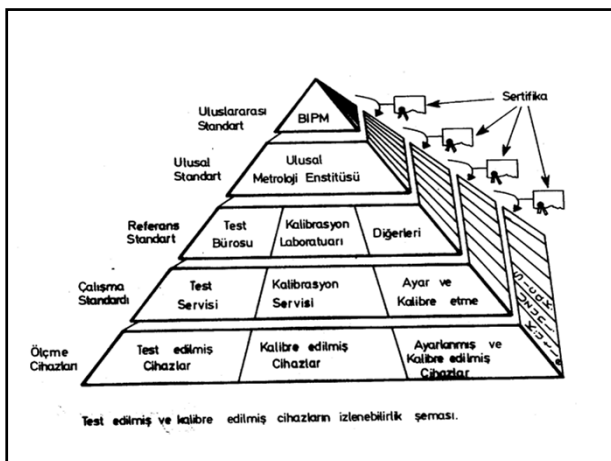 Sertifika
Uluslararası
Standart
BIPM
Ulusal
Standart
Ulusal
Metroloji Enstitüsü
Referans
Standart
Test
Bürosu
Kalibrasyon
Laboratuarı
Diğerleri
Çalışma
Standardı
Test
Servisi
Kalibrasyon
Servisi
Ayar ve
Kalibre etme
Ölçme
Cihazları
Test edilmiş
Cihazlar
Kalibre edilmiş
Cihazlar
Ayarlanmış ve
Kalibre edilmiş
Cihazlar
Test edilmiş ve kalibre edilmiş cihazların izlenebilirlik şeması.